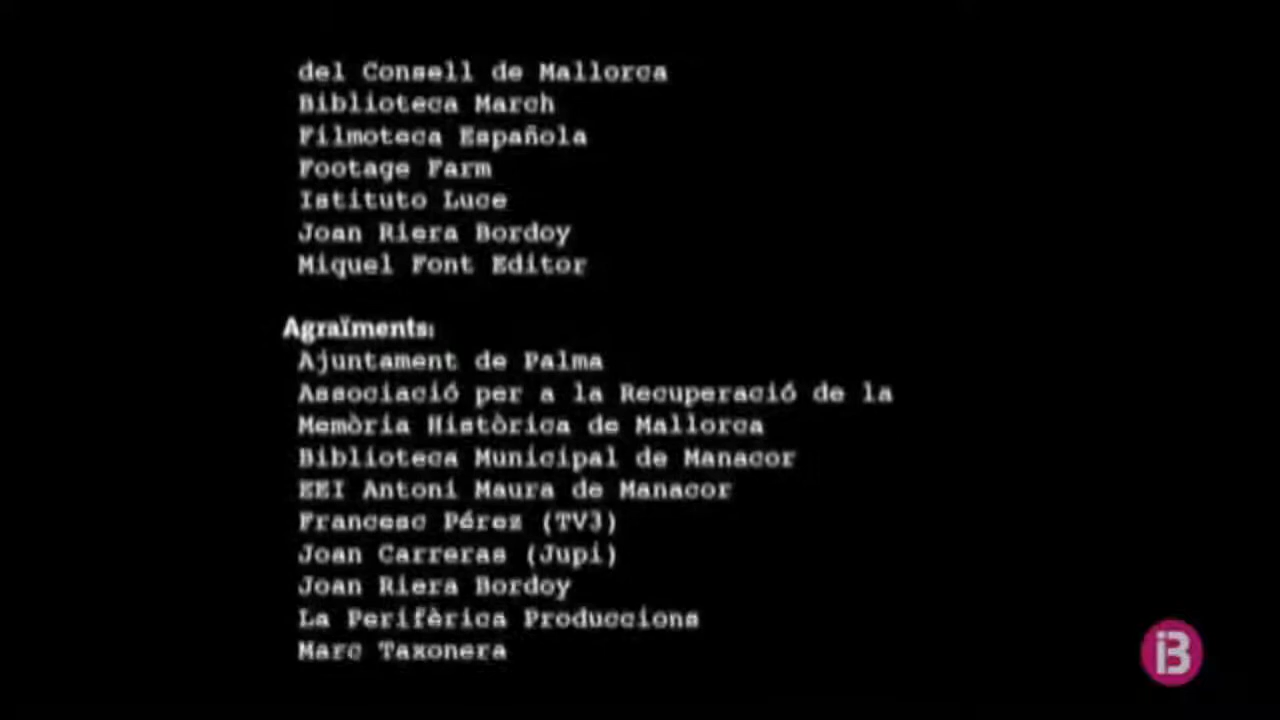 del Consell de Mallorca
Biblioteca March
Filmoteca Española
Footage Farm
Istituto Luce
Joan Riera Bordoy
Miquel Font Editor
Agraïments:
Ajuntament de Palma
Associació per a la Recuperació de la
Memòria Històrica de Mallorca
Biblioteca Municipal de Manacor
EEI Antoni Maura de Manacor
Francesc Pérez (TV3)
Joan Carreras (Jupi)
Joan Riera Bordoy
La Perifèrica Produccions
Marc Taxonera
IB3